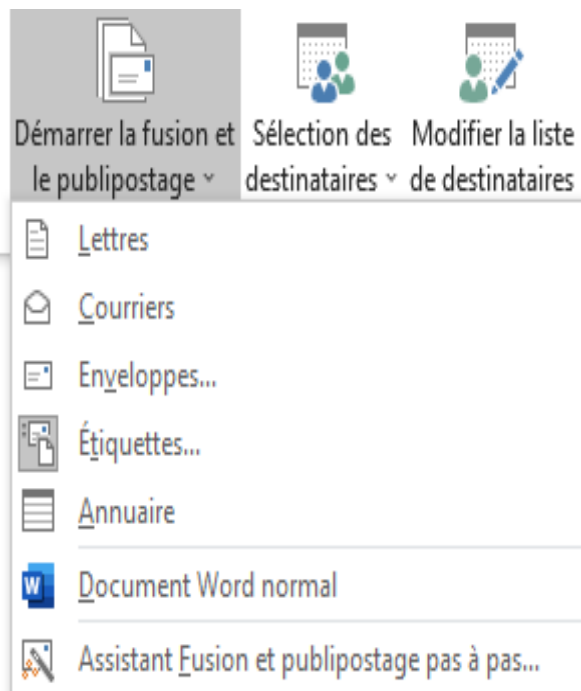 Démarrer la fusion et
le publipostage
Sélection des
destinataires
Modifier la liste
de destinataires
Lettres
Courriers
Enveloppes...
Étiquettes...
Annuaire
W Document Word normal
Assistant Fusion et publipostage pas à pas...